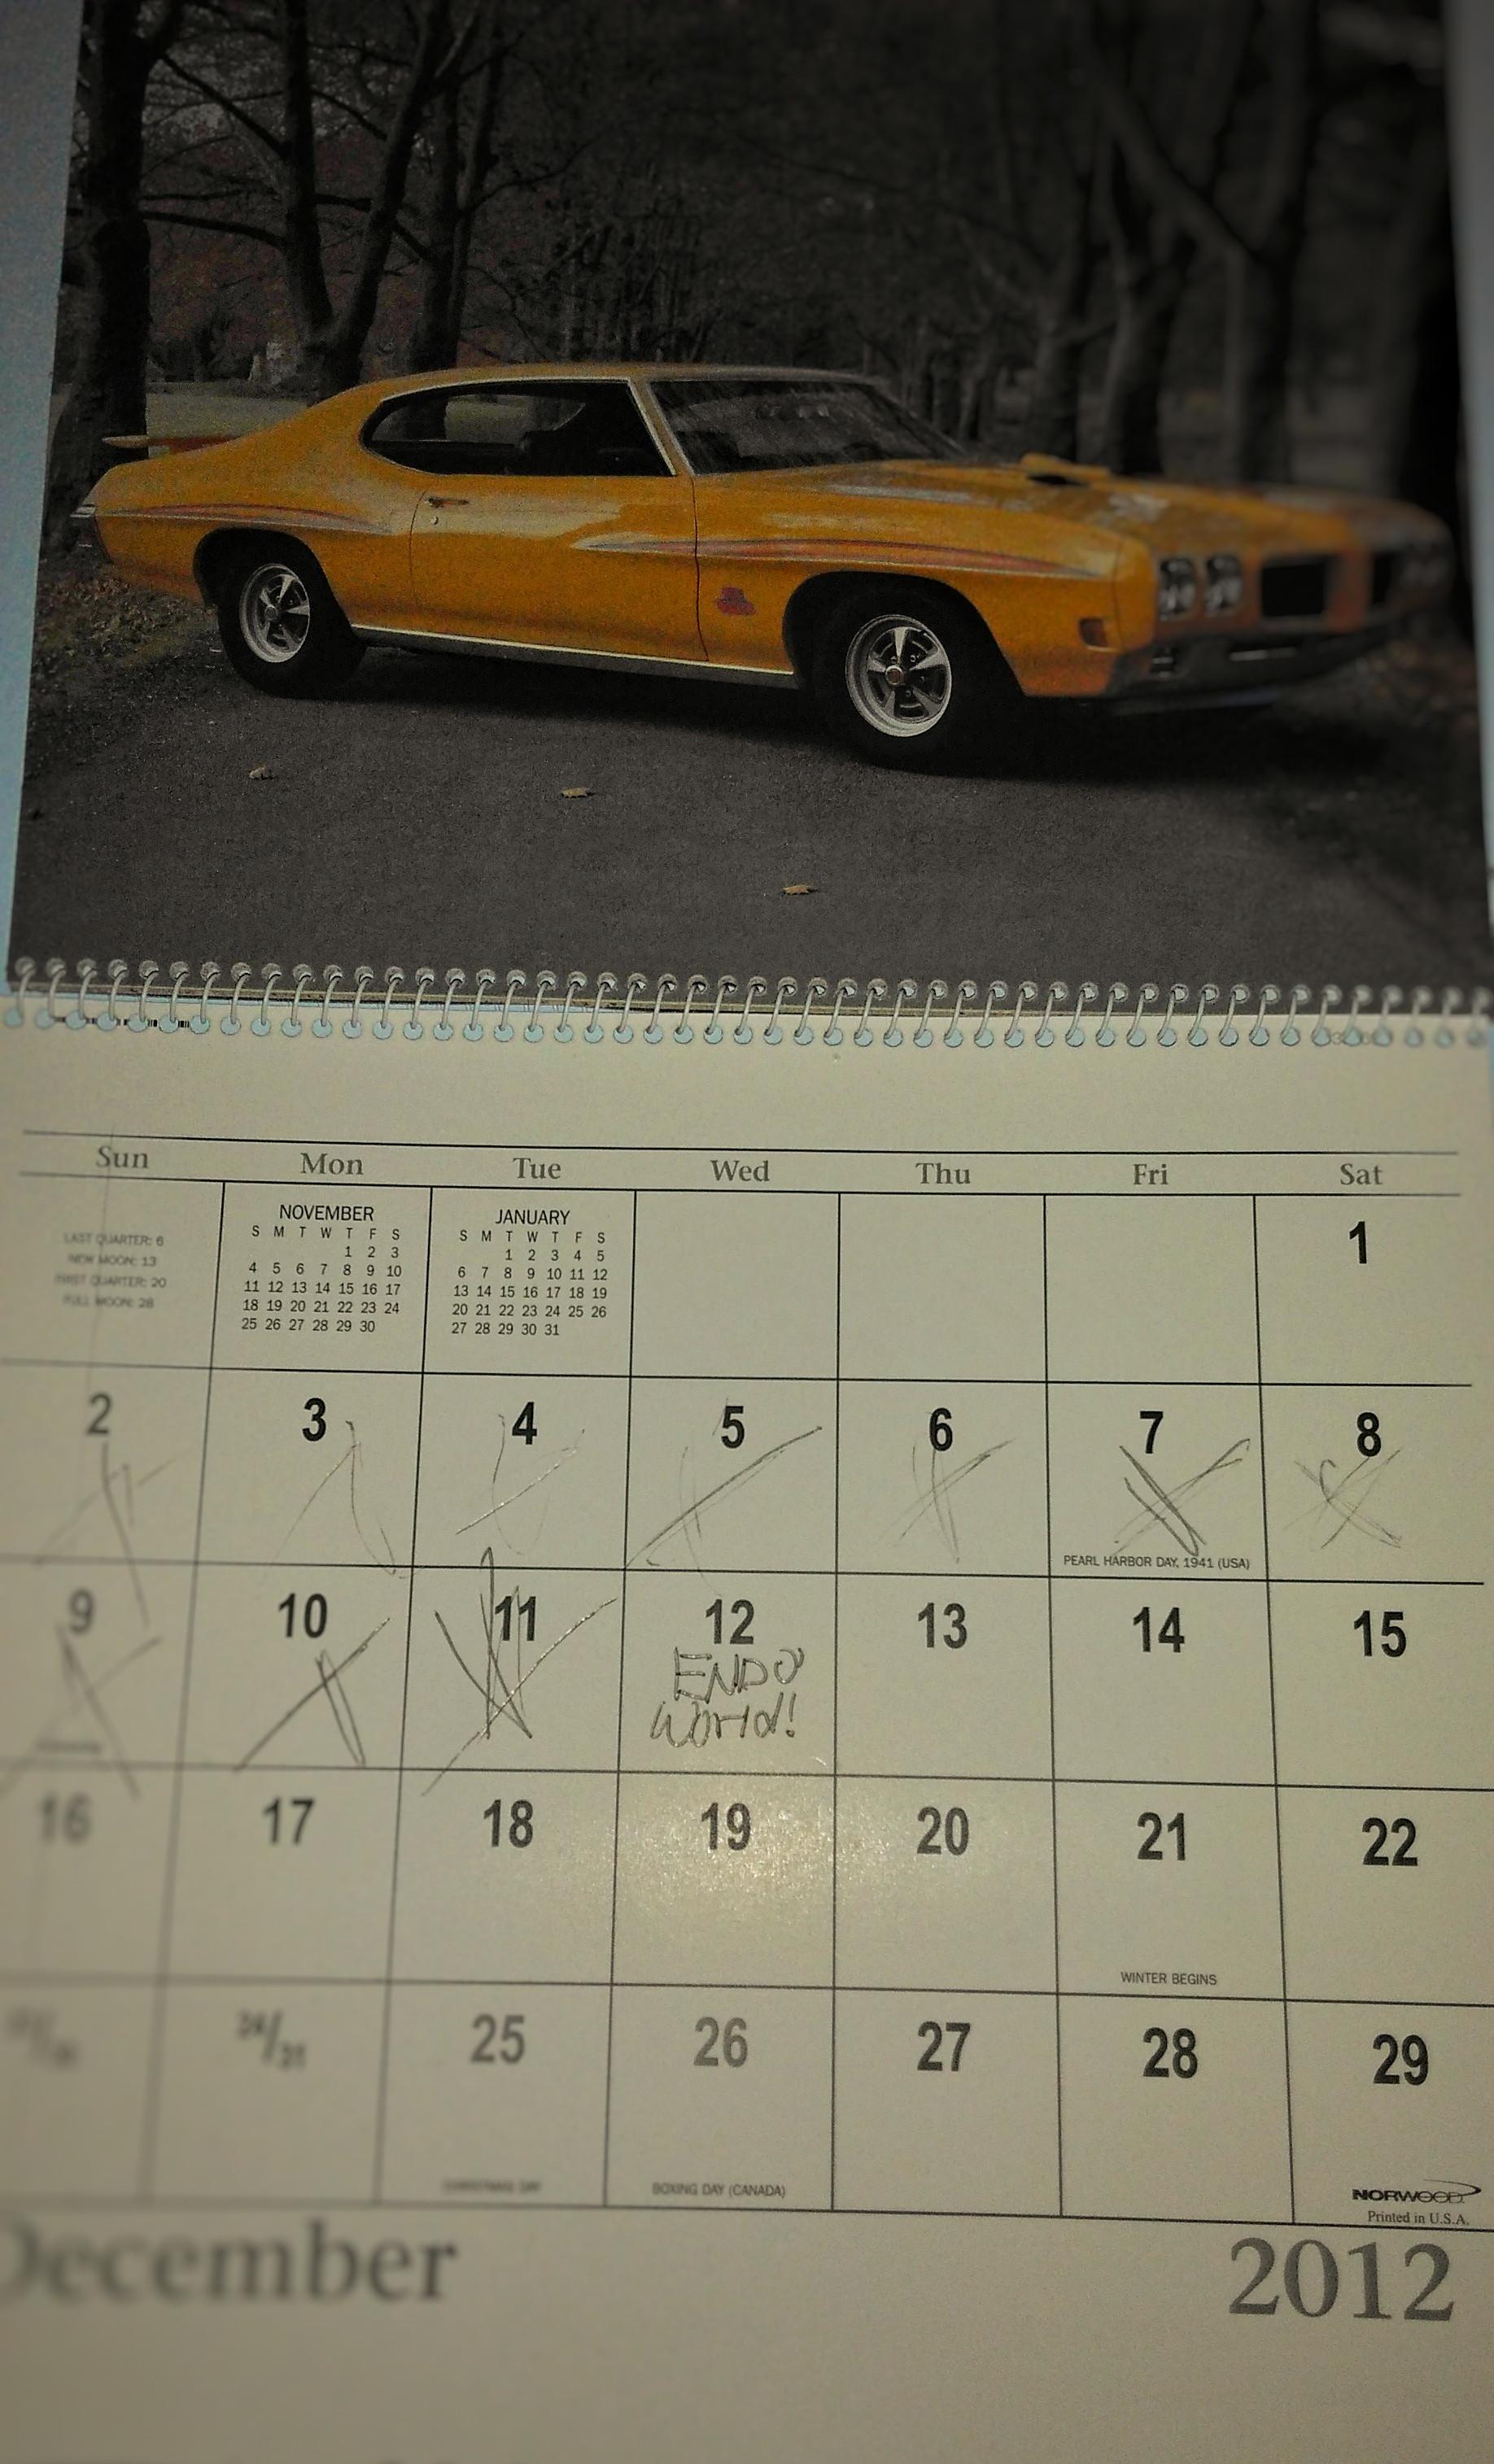 Sun Mon Tue Wed Thu Fri Sat
LAST QUARTER: 6
NEW MOON: 13
FIRST QUARTER: 20
FULL MOON: 28
NOVEMBER
S M T W T F S
1 2 3
4 5 6 7 8 9 10
11 12 13 14 15 16 17
18 19 20 21 22 23 24
25 26 27 28 29 30
JANUARY
S M T W T F S
1 2 3 4 5
6 7 8 9 10 11 12
13 14 15 16 17 18 19
20 21 22 23 24 25 26
27 28 29 30 31
1
2 3 4 5 6 7 8
PEARL HARBOR DAY, 1941 (USA)
9 10 11 12 13 14 15
ENDO
World!
16 17 18 19 20 21 22
WINTER BEGINS
24/31 25 26 27 28 29
CHRISTMAS DAY
BOXING DAY (CANADA)
NORWOOD
Printed in U.S.A.
December 2012